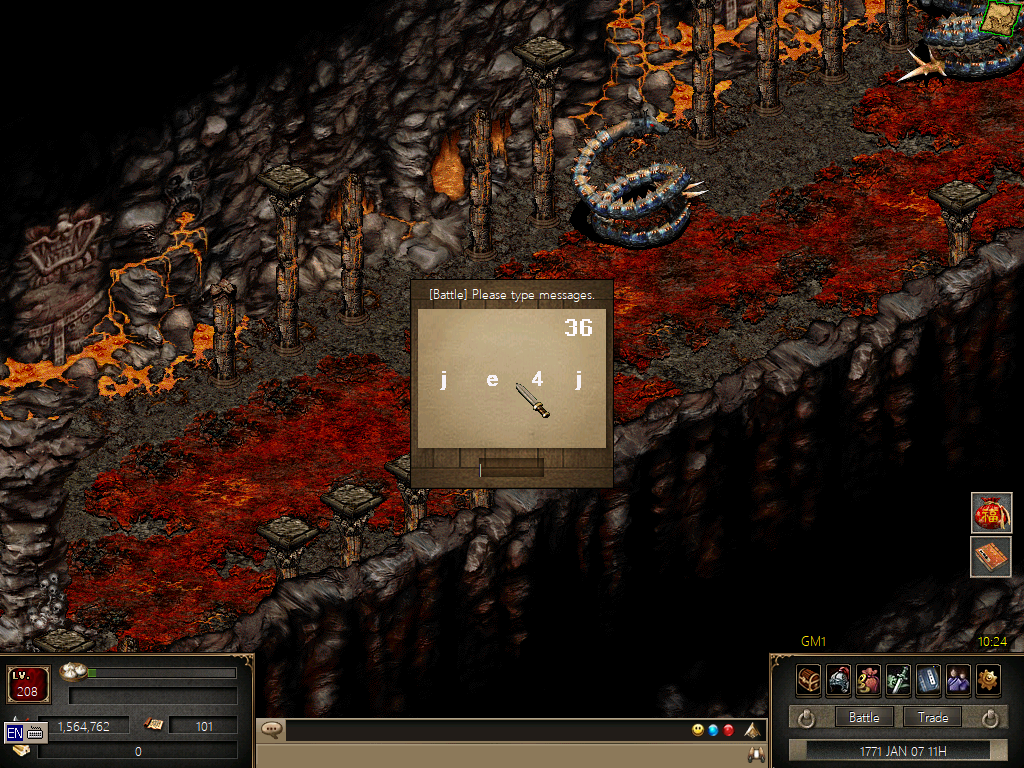 [Battle] Please type messages.
36
j e 4 j
福
GM1
10:24
LV.
208
1,564,762
101
EN
0
Battle
Trade
1771 JAN 07 11H